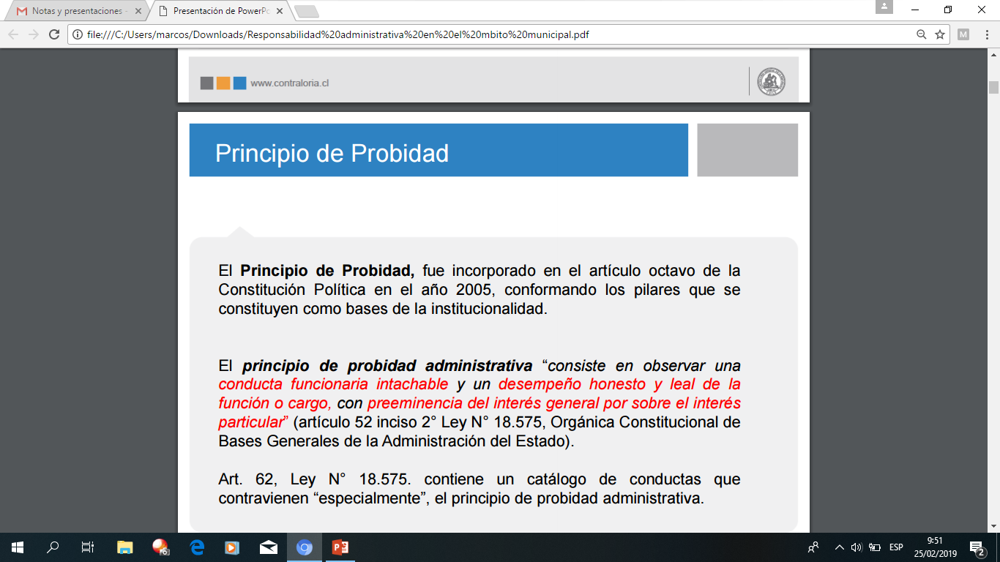 Notas y presentaciones -
Presentación de PowerPo
file:///C:/Users/marcos/Downloads/Responsabilidad%20administrativa%20en%20el%20mbito%20municipal.pdf
M
www.contraloria.cl
Principio de Probidad
El Principio de Probidad, fue incorporado en el artículo octavo de la
Constitución Política en el año 2005, conformando los pilares que se
constituyen como bases de la institucionalidad.
El principio de probidad administrativa “consiste en observar una
conducta funcionaria intachable y un desempeño honesto y leal de la
función o cargo, con preeminencia del interés general por sobre el interés
particular” (artículo 52 inciso 2° Ley N° 18.575, Orgánica Constitucional de
Bases Generales de la Administración del Estado).
Art. 62, Ley N° 18.575. contiene un catálogo de conductas que
contravienen “especialmente”, el principio de probidad administrativa.
ESP
9:51
25/02/2019
2